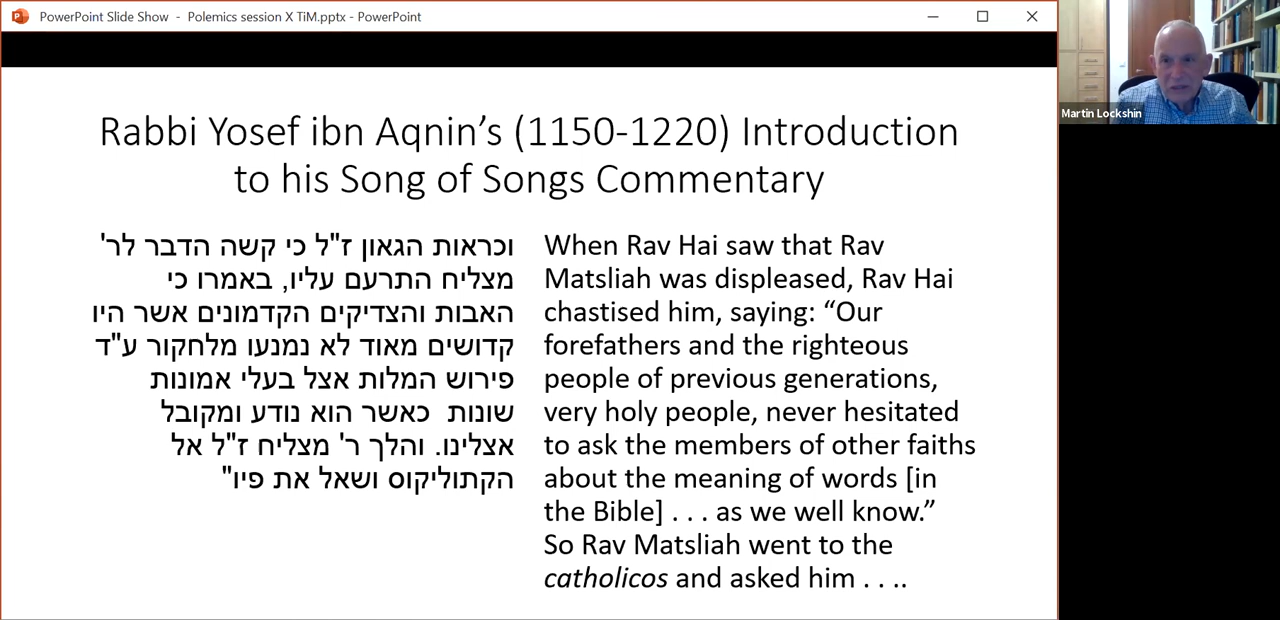 PowerPoint Slide Show - Polemics session X TiM.pptx - PowerPoint
Martin Lockshin
Rabbi Yosef ibn Aqnin’s (1150-1220) Introduction
to his Song of Songs Commentary
וכראות הגאון ז"ל כי קשה הדבר לר'
מצליח התרעם עליו, באמרו כי
האבות והצדיקים הקדמונים אשר היו
קדושים מאוד לא נמנעו מלחקור ע"ד
פירוש המלות אצל בעלי אמונות
שונות כאשר הוא נודע ומקובל
אצלינו. והלך ר' מצליח ז"ל אל
הקתוליקוס ושאל את פיו"
When Rav Hai saw that Rav
Matsliah was displeased, Rav Hai
chastised him, saying: “Our
forefathers and the righteous
people of previous generations,
very holy people, never hesitated
to ask the members of other faiths
about the meaning of words [in
the Bible] . . . as we well know.”
So Rav Matsliah went to the
catholicos and asked him . . ..